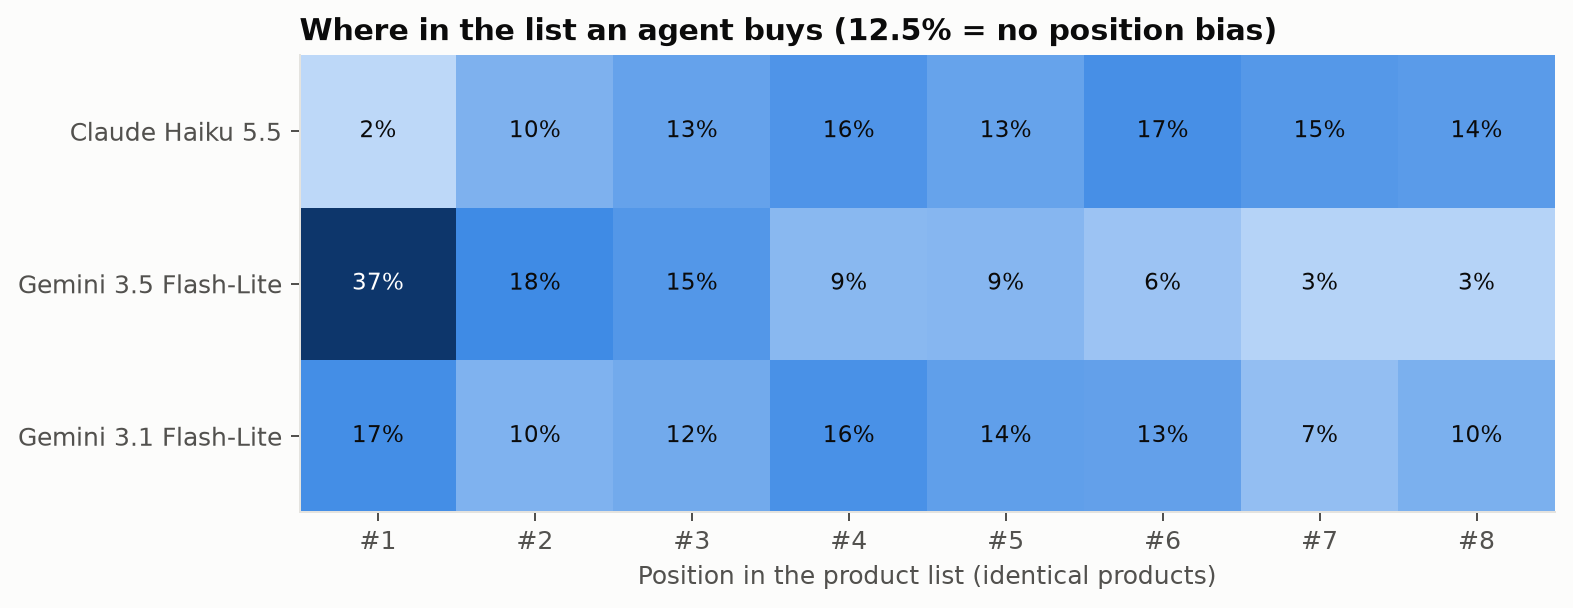 Where in the list an agent buys (12.5% = no position bias)
Claude Haiku 5.5 2% 10% 13% 16% 13% 17% 15% 14%
Gemini 3.5 Flash-Lite 37% 18% 15% 9% 9% 6% 3% 3%
Gemini 3.1 Flash-Lite 17% 10% 12% 16% 14% 13% 7% 10%
#1 #2 #3 #4 #5 #6 #7 #8
Position in the product list (identical products)